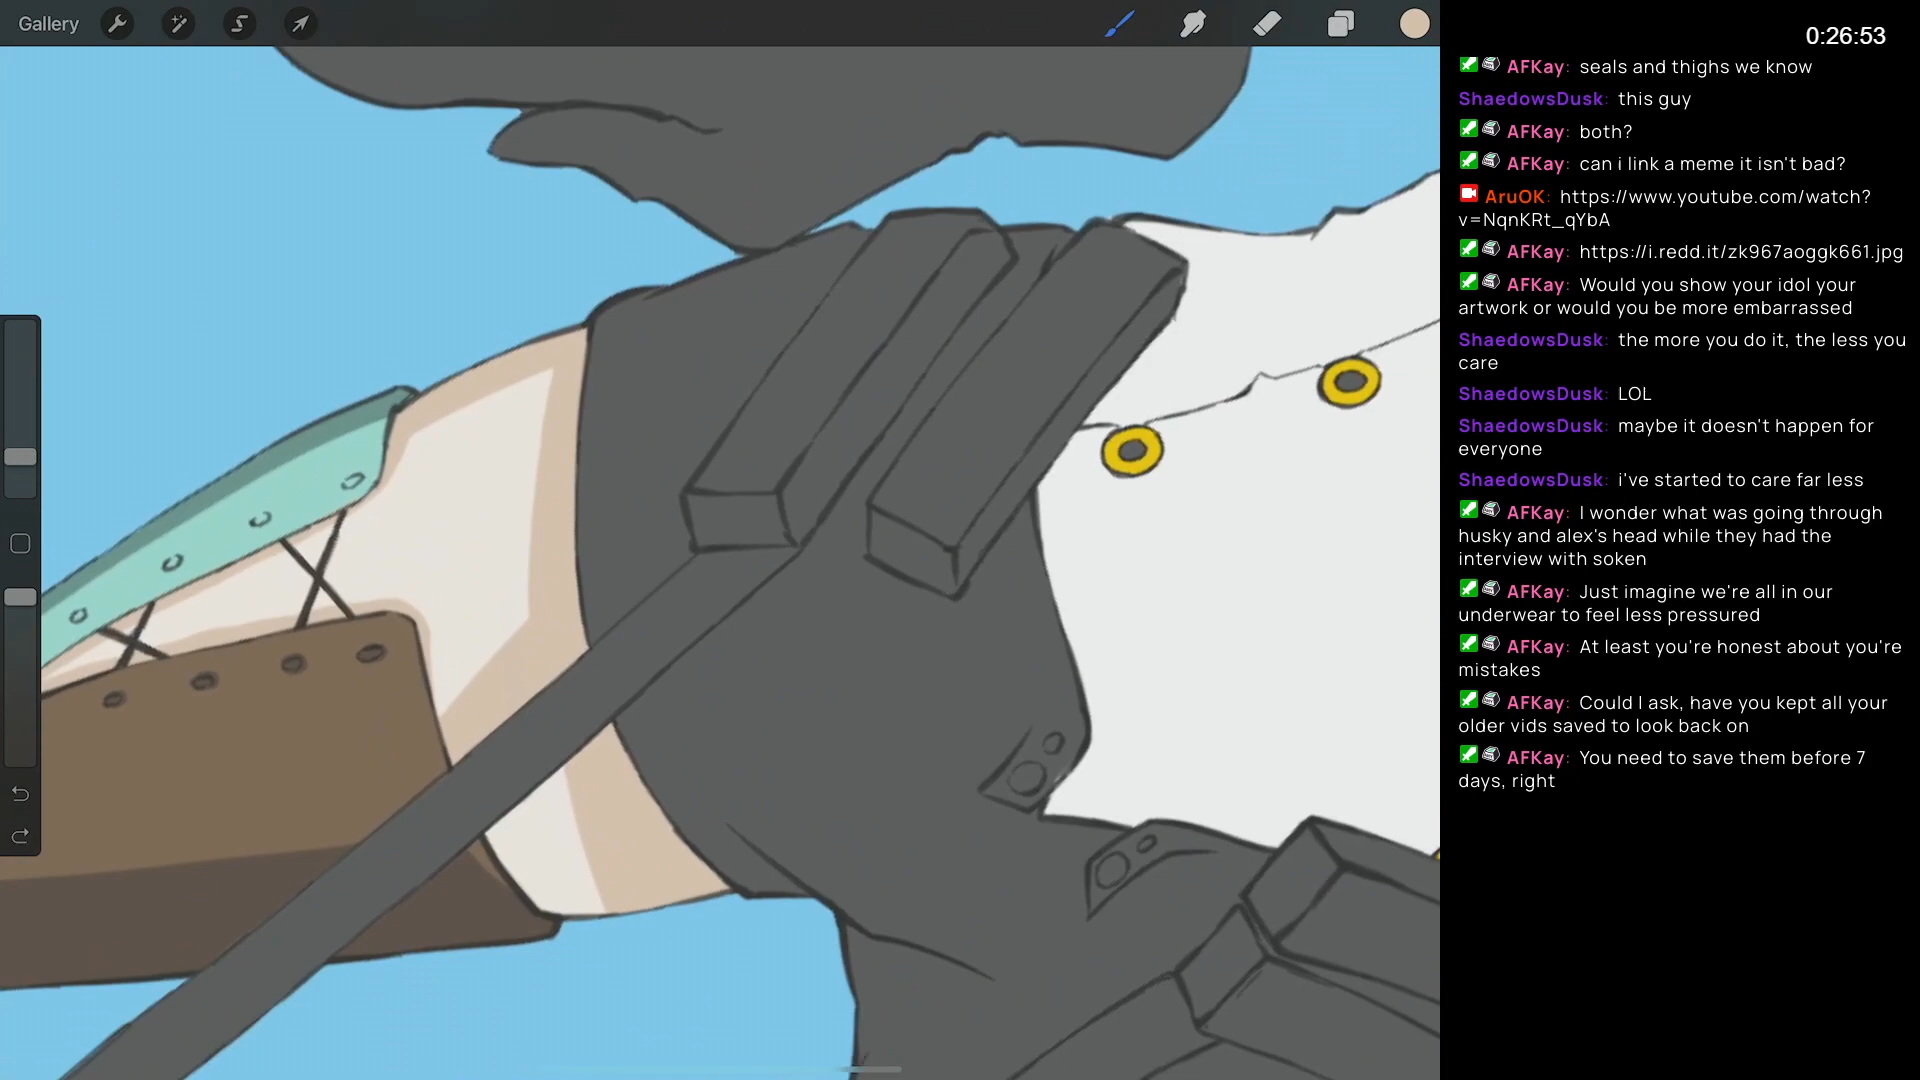 Gallery
0:26:53
AFKay: seals and thighs we know
ShaedowsDusk: this guy
AFKay: both?
AFKay: can i link a meme it isn't bad?
AruOK: https://www.youtube.com/watch?
v=NqnKRt_qYbA
AFKay: https://i.redd.it/zk967aoggk661.jpg
AFKay: Would you show your idol your
artwork or would you be more embarrassed
ShaedowsDusk: the more you do it, the less you
care
ShaedowsDusk: LOL
ShaedowsDusk: maybe it doesn't happen for
everyone
ShaedowsDusk: i've started to care far less
AFKay: I wonder what was going through
husky and alex's head while they had the
interview with soken
AFKay: Just imagine we're all in our
underwear to feel less pressured
AFKay: At least you're honest about you're
mistakes
AFKay: Could I ask, have you kept all your
older vids saved to look back on
AFKay: You need to save them before 7
days, right